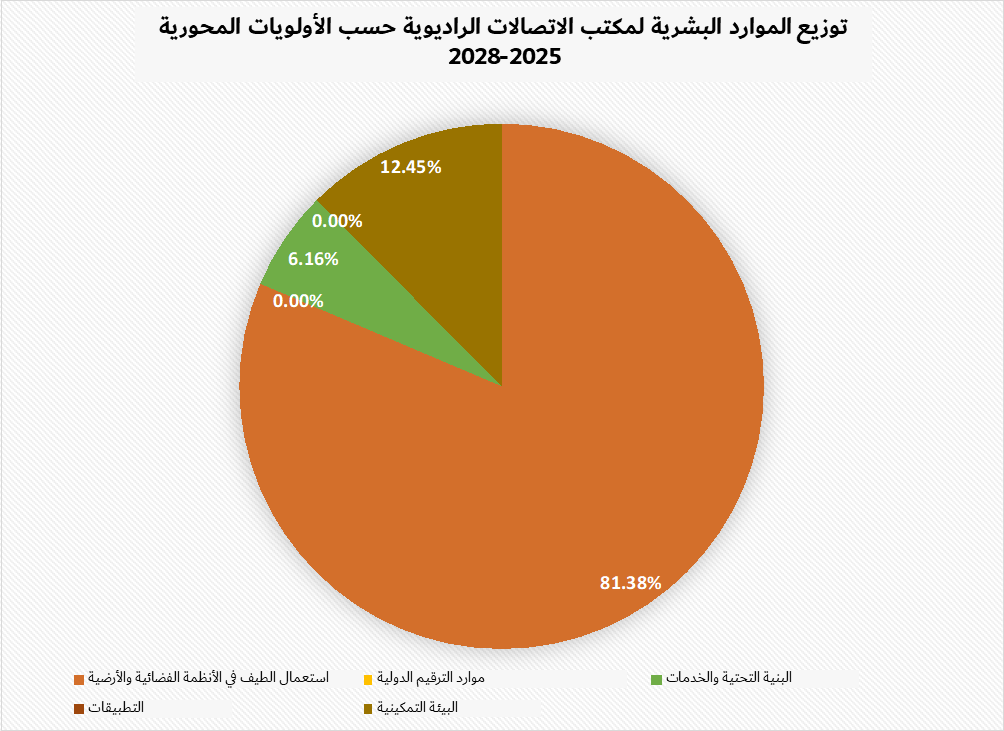 توزيع الموارد البشرية لمكتب الاتصالات الراديوية حسب الأولويات المحورية
2028-2025
12.45%
0.00%
6.16%
0.00%
81.38%
استعمال الطيف في الأنظمة الفضائية والأرضية
موارد الترقيم الدولية
البنية التحتية والخدمات
التطبيقات
البيئة التمكينية